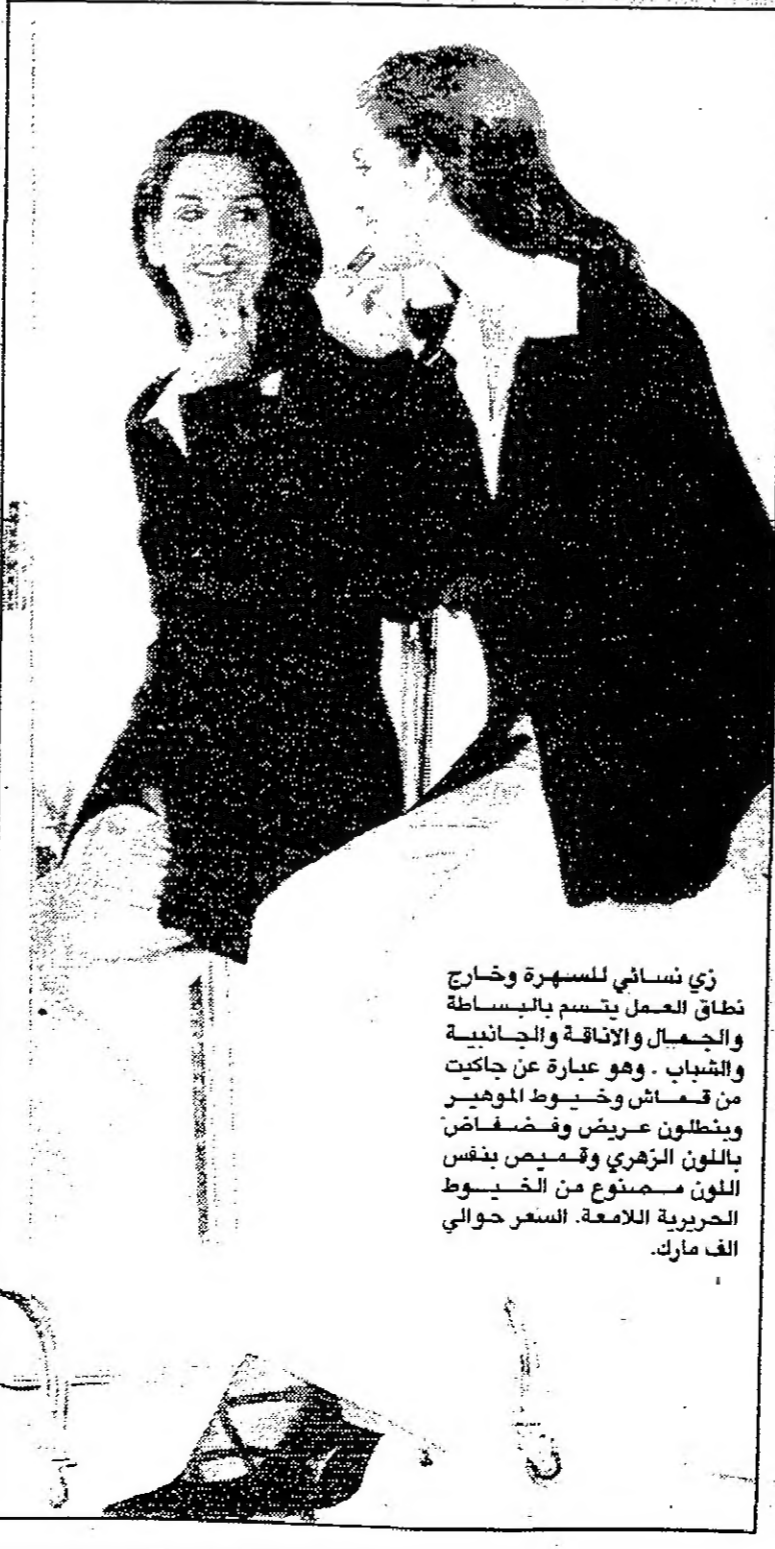 زي نسائي للسهرة وخارج
نطاق العمل يتسم بالبساطة
والجمال والاناقة والجانبية
والشباب . وهو عبارة عن جاكيت
من قماش وخيوط الموهير
وبنطلون عريض وفضفاض
باللون الزهري وقميص بنفس
اللون مصنوع من الخيوط
الحريرية اللامعة. السعر حوالي
الف مارك.